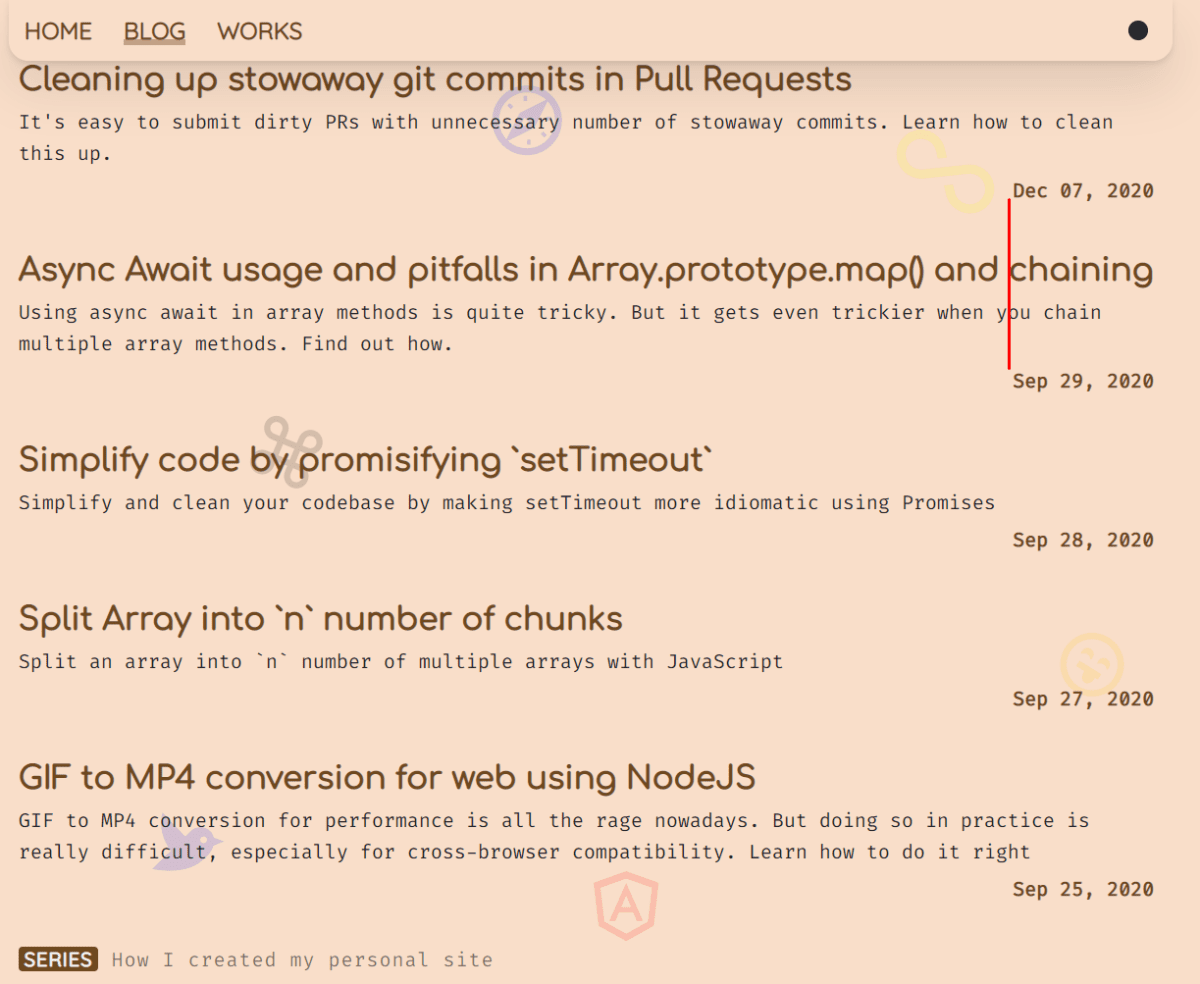 HOME BLOG WORKS
Cleaning up stowaway git commits in Pull Requests
It's easy to submit dirty PRs with unnecessary number of stowaway commits. Learn how to clean
this up.
Dec 07, 2020
Async Await usage and pitfalls in Array.prototype.map() and chaining
Using async await in array methods is quite tricky. But it gets even trickier when you chain
multiple array methods. Find out how.
Sep 29, 2020
Simplify code by promisifying `setTimeout`
Simplify and clean your codebase by making setTimeout more idiomatic using Promises
Sep 28, 2020
Split Array into `n` number of chunks
Split an array into `n` number of multiple arrays with JavaScript
Sep 27, 2020
GIF to MP4 conversion for web using NodeJS
GIF to MP4 conversion for performance is all the rage nowadays. But doing so in practice is
really difficult, especially for cross-browser compatibility. Learn how to do it right
Sep 25, 2020
SERIES How I created my personal site